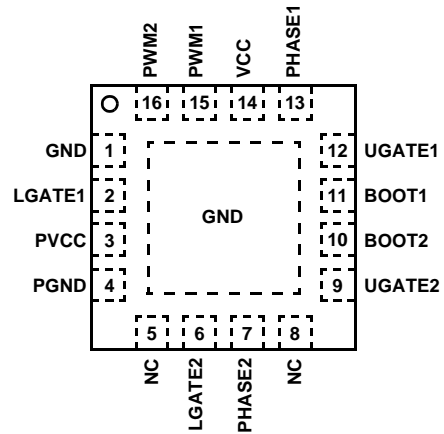 PWM2
PWM1
VCC
PHASE1
16
15
14
13
GND 1
12 UGATE1
LGATE1 2
11 BOOT1
GND
PVCC 3
10 BOOT2
PGND 4
9 UGATE2
5
6
7
8
NC
LGATE2
PHASE2
NC